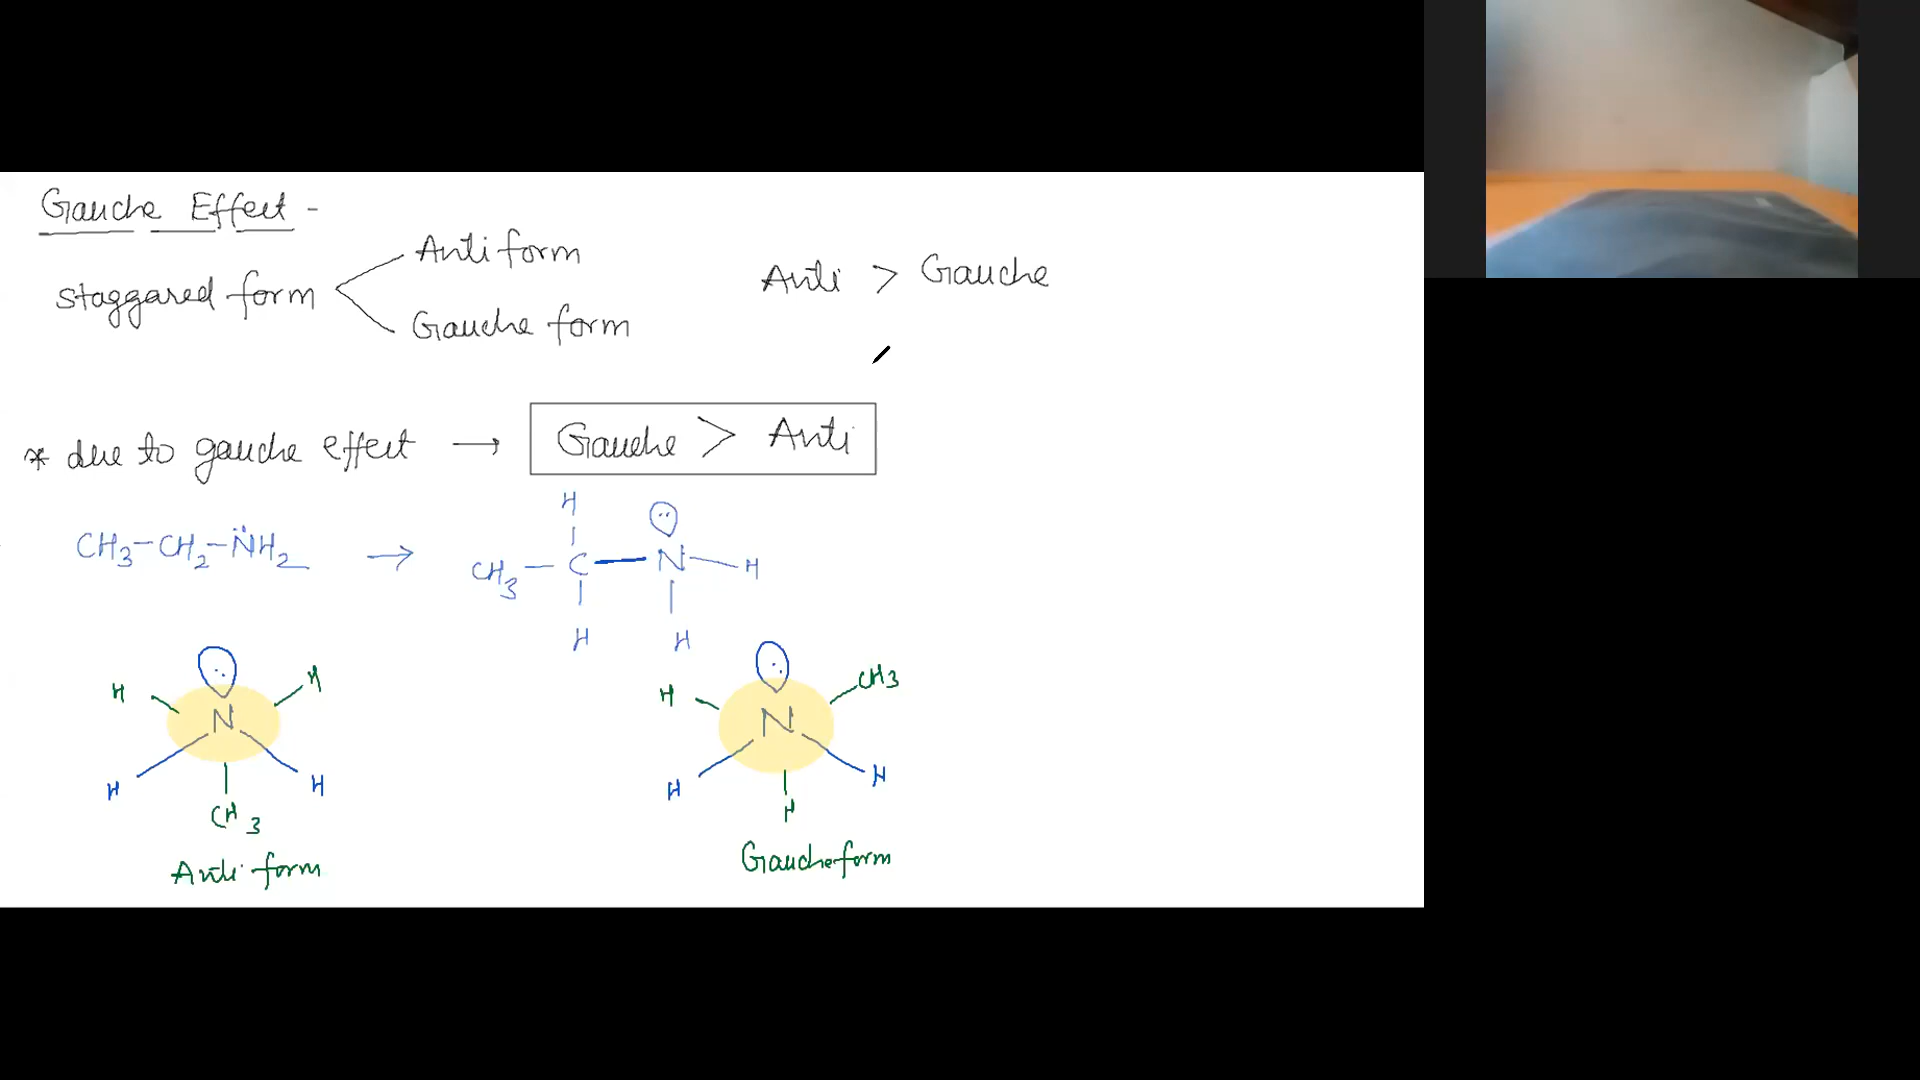 Gauche Effect -
staggared form
Anti form
Gauche form
Anti > Gauche
* due to gauche effect → Gauche > Anti
CH3-CH2-N̈H2 →
H
CH3 - C - N - H
H H
H H
N
H H
CH3
Anti form
H CH3
N
H H
H
Gauche form